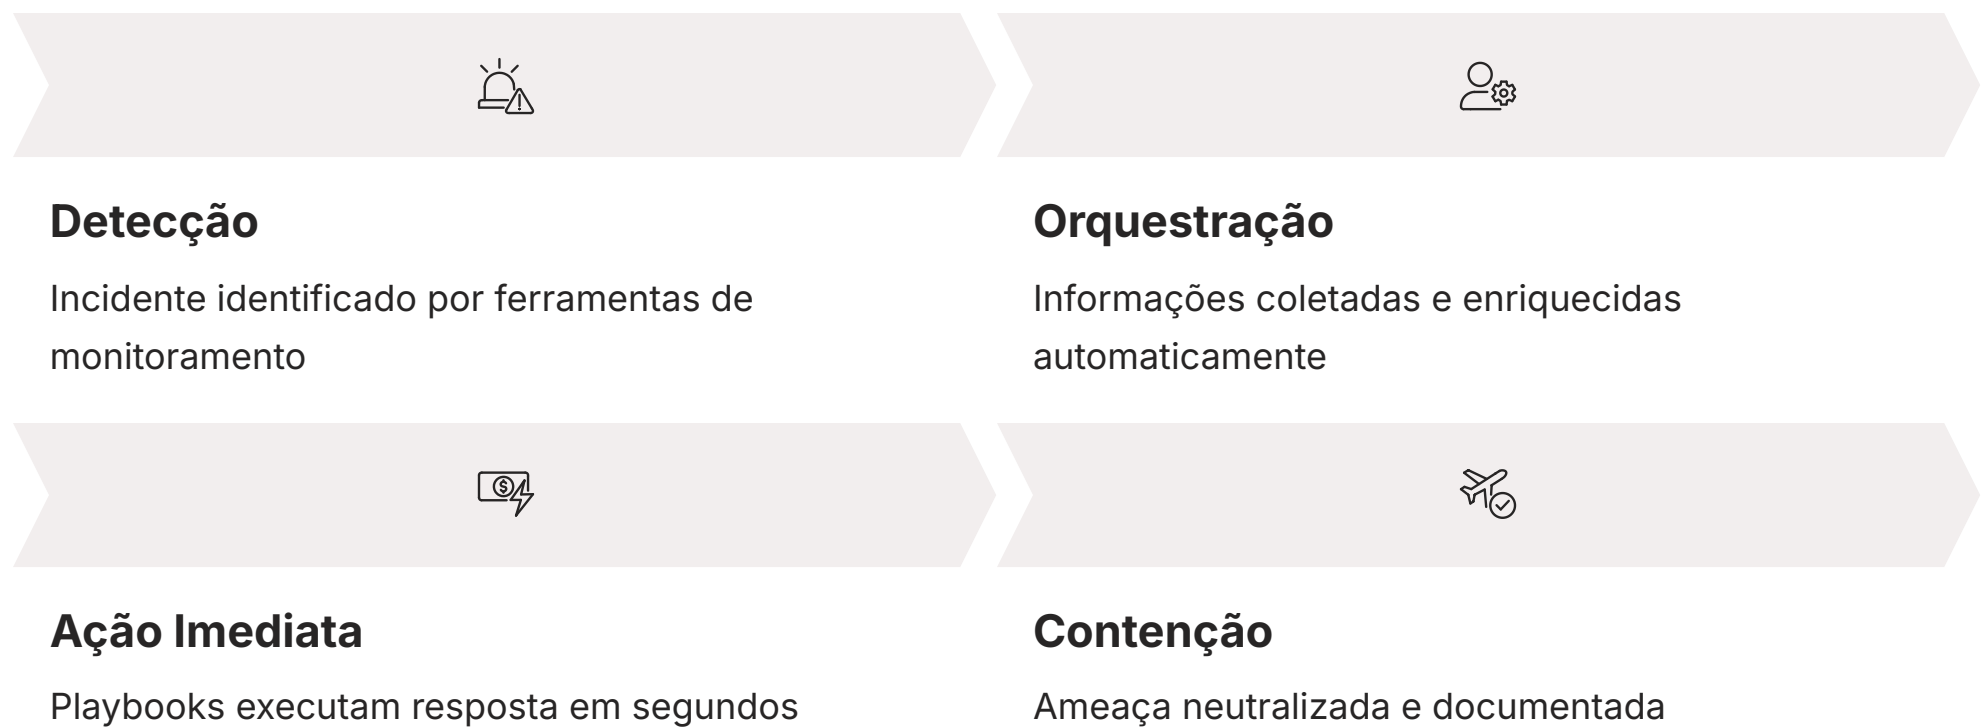 Detecção
Incidente identificado por ferramentas de
monitoramento
Orquestração
Informações coletadas e enriquecidas
automaticamente
Ação Imediata
Playbooks executam resposta em segundos
Contenção
Ameaça neutralizada e documentada